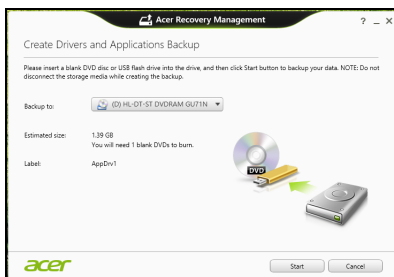 Acer Recovery Management
? _ X
Create Drivers and Applications Backup
Please insert a blank DVD disc or USB flash drive into the drive, and then click Start button to backup your data. NOTE: Do not
disconnect the storage media while creating the backup.
Backup to: (D) HL-DT-ST DVDRAM GU71N
Estimated size: 1.39 GB
You will need 1 blank DVDs to burn.
Label: AppDrv1
DVD
acer
Start Cancel